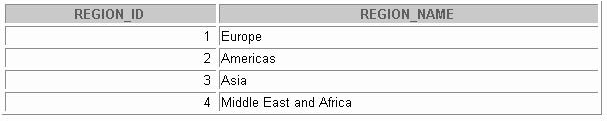 REGION_ID REGION_NAME
1 Europe
2 Americas
3 Asia
4 Middle East and Africa